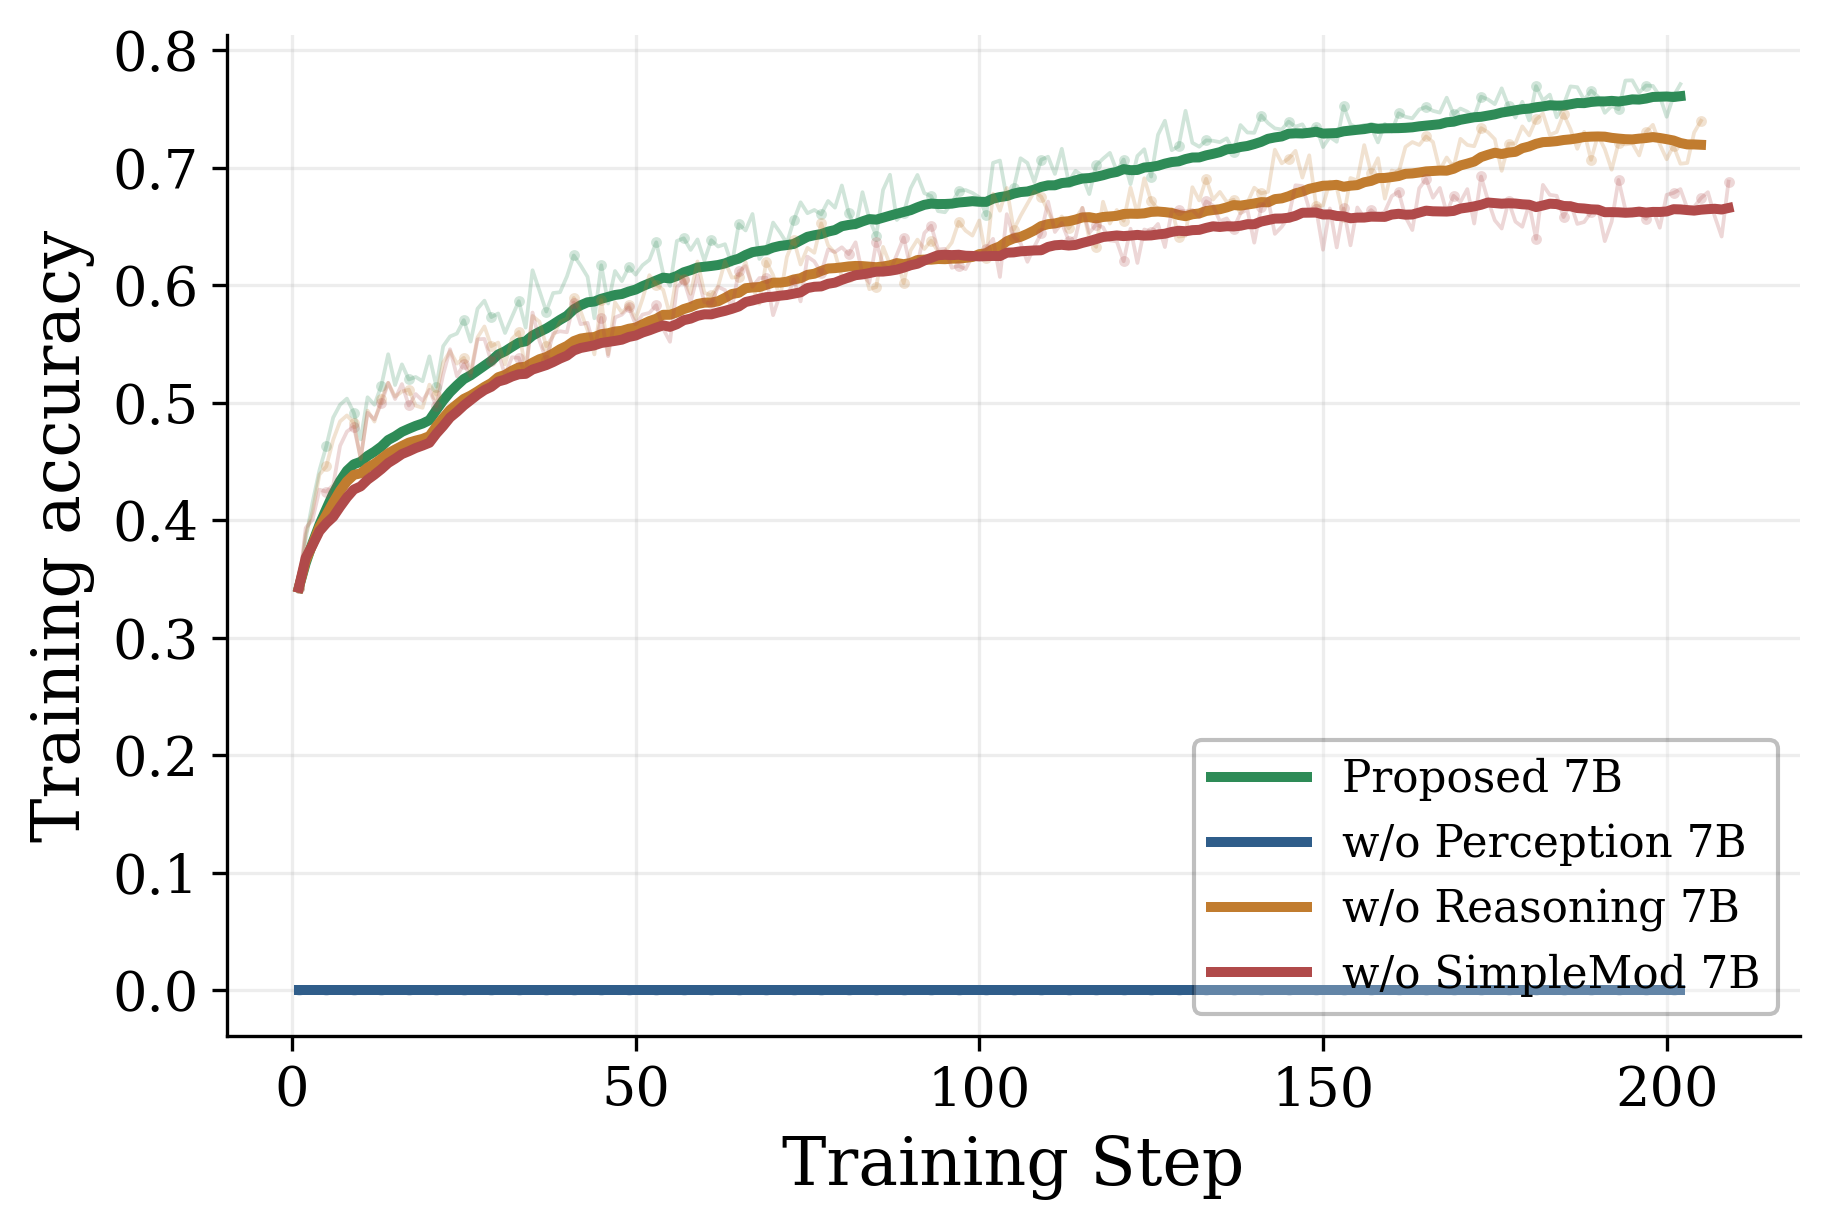 Training accuracy
0.8
0.7
0.6
0.5
0.4
0.3
0.2
0.1
0.0
Proposed 7B
w/o Perception 7B
w/o Reasoning 7B
w/o SimpleMod 7B
0 50 100 150 200
Training Step